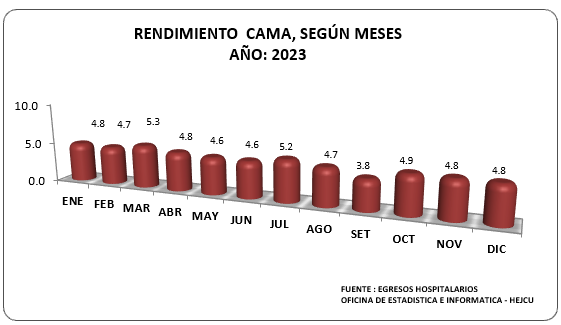 RENDIMIENTO CAMA, SEGÚN MESES
AÑO: 2023
10.0
5.0
0.0
4.8 4.7 5.3 4.8 4.6 4.6 5.2 4.7 3.8 4.9 4.8 4.8
ENE FEB MAR ABR MAY JUN JUL AGO SET OCT NOV DIC
FUENTE : EGRESOS HOSPITALARIOS
OFICINA DE ESTADISTICA E INFORMATICA - HEJCU